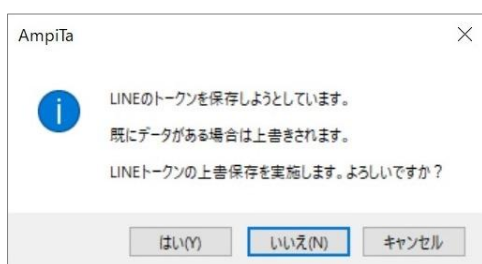 AmpiTa
LINEのトークンを保存しようとしています。
既にデータがある場合は上書きされます。
LINEトークンの上書保存を実施します。よろしいですか？
はい(Y)
いいえ(N)
キャンセル